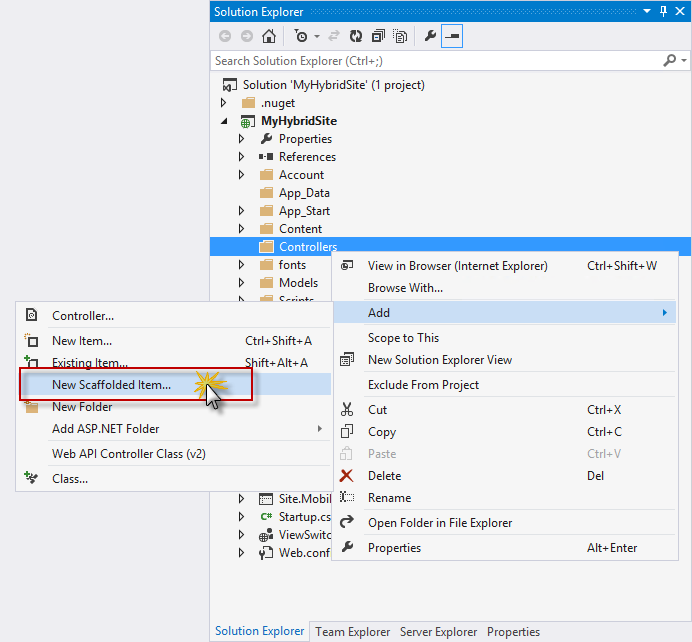 Solution Explorer
Search Solution Explorer (Ctrl+;)
Solution 'MyHybridSite' (1 project)
.nuget
MyHybridSite
Properties
References
Account
App_Data
App_Start
Content
Controllers
fonts
Models
Scripts
View in Browser (Internet Explorer) Ctrl+Shift+W
Browse With...
Add
Scope to This
New Solution Explorer View
Exclude From Project
Cut Ctrl+X
Copy Ctrl+C
Paste Ctrl+V
Delete Del
Rename
Open Folder in File Explorer
Properties Alt+Enter
Controller...
New Item... Ctrl+Shift+A
Existing Item... Shift+Alt+A
New Scaffolded Item...
New Folder
Add ASP.NET Folder
Web API Controller Class (v2)
Class...
Site.Mobil
C# Startup.cs
ViewSwitc
Web.conf
Solution Explorer Team Explorer Server Explorer Properties